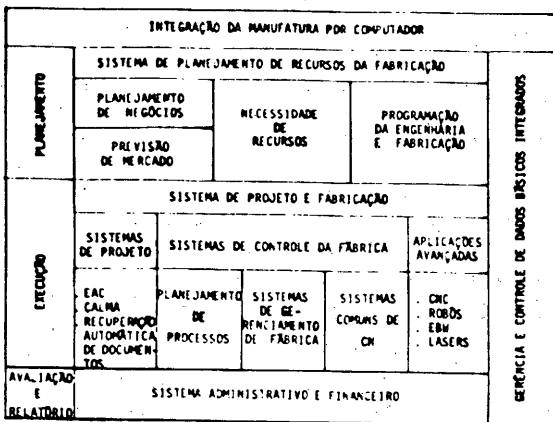 INTEGRAÇÃO DA MANUFATURA POR COMPUTADOR
PLANEJAMENTO
SISTEMA DE PLANEJAMENTO DE RECURSOS DA FABRICAÇÃO
PLANEJAMENTO
DE NEGÓCIOS
PREVISÃO
DE MERCADO
NECESSIDADE
DE
RECURSOS
PROGRAMAÇÃO
DA ENGENHARIA
E FABRICAÇÃO
EXECUÇÃO
SISTEMA DE PROJETO E FABRICAÇÃO
SISTEMAS
DE PROJETO
SISTEMAS DE CONTROLE DA FÁBRICA
APLICAÇÕES
AVANÇADAS
. EAC
CALMA
. RECUPERAÇÃO
AUTOMÁTICA
DE DOCUMEN-
TOS
PLANEJAMENTO
DE
PROCESSOS
SISTEMAS
DE GE-
RENCIAMENTO
DE FÁBRICA
SISTEMAS
COMUNS DE
CN
. CNC
. ROBÔS
. EBW
. LASERS
AVALIAÇÃO
E
RELATÓRIO
SISTEMA ADMINISTRATIVO E FINANCEIRO
GERÊNCIA E CONTROLE DE DADOS BÁSICOS INTEGRADOS